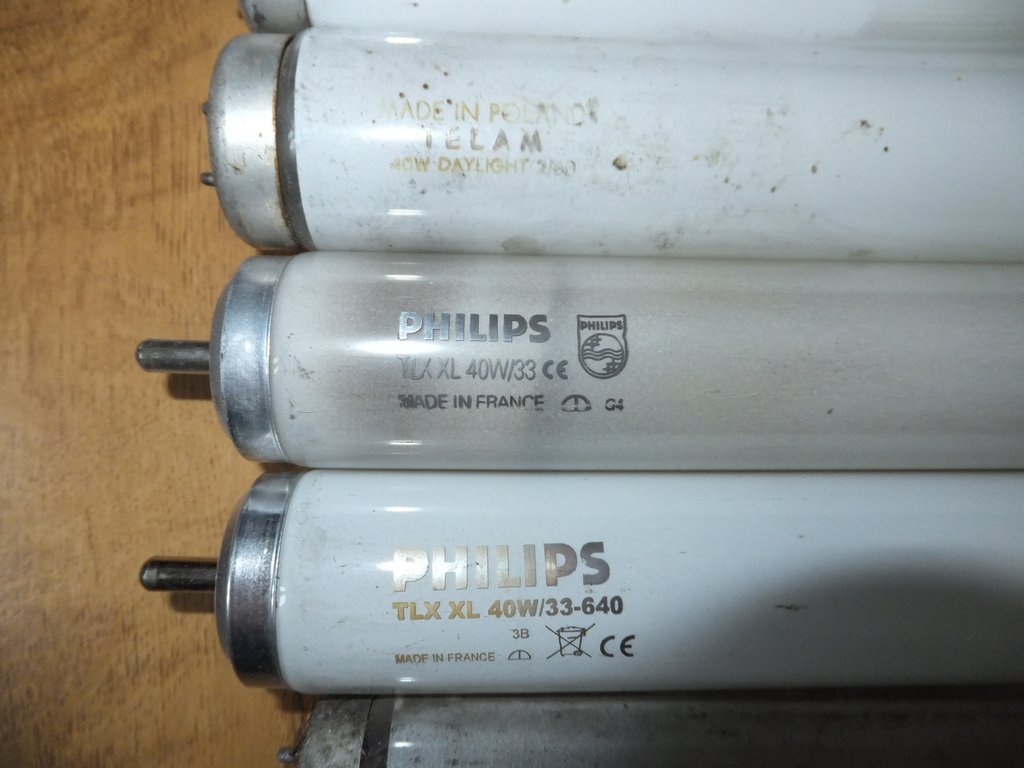 MADE IN POLAND
TELAM
40W DAYLIGHT
PHILIPS
PHILIPS
TLX XL 40W/33 CE
MADE IN FRANCE G4
PHILIPS
TLX XL 40W/33-640
3B
MADE IN FRANCE CE